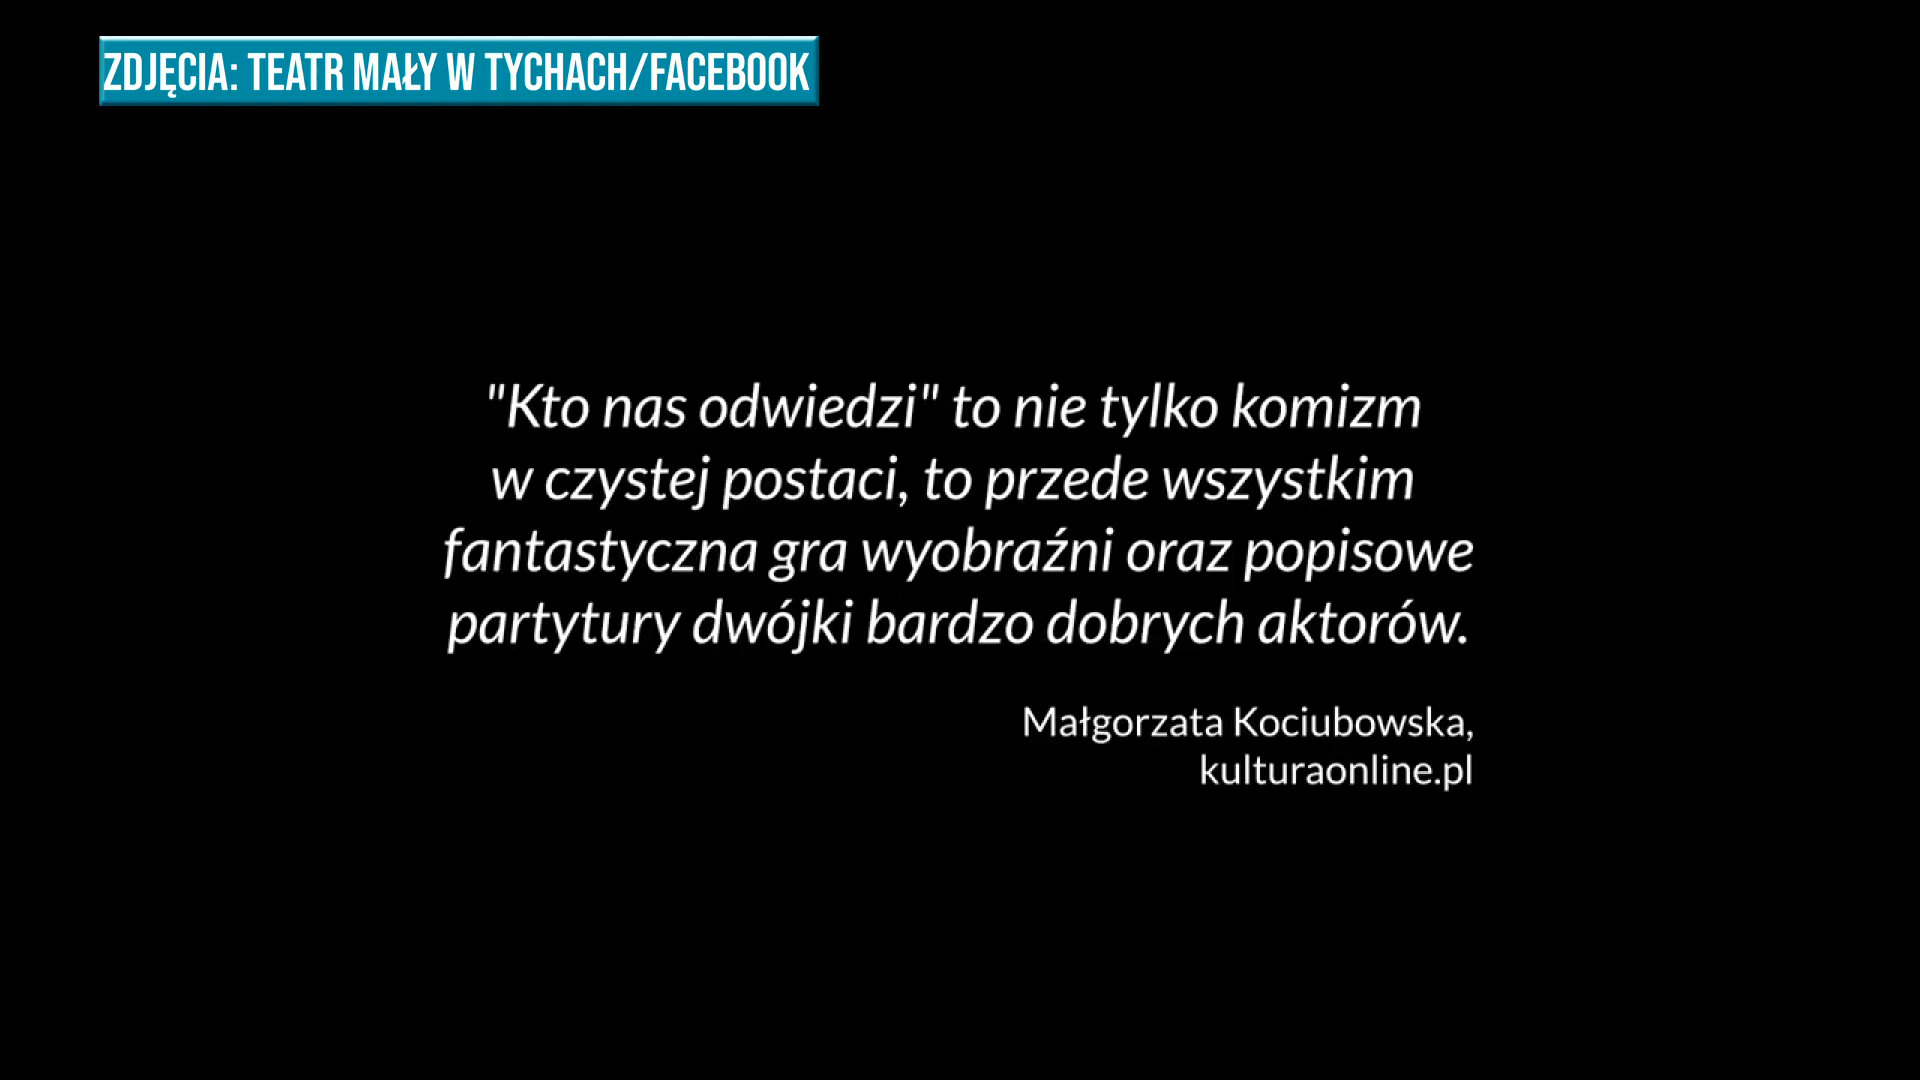 ZDJĘCIA: TEATR MAŁY W TYCHACH/FACEBOOK
"Kto nas odwiedzi" to nie tylko komizm
w czystej postaci, to przede wszystkim
fantastyczna gra wyobraźni oraz popisowe
partytury dwójki bardzo dobrych aktorów.
Małgorzata Kociubowska,
kulturaonline.pl